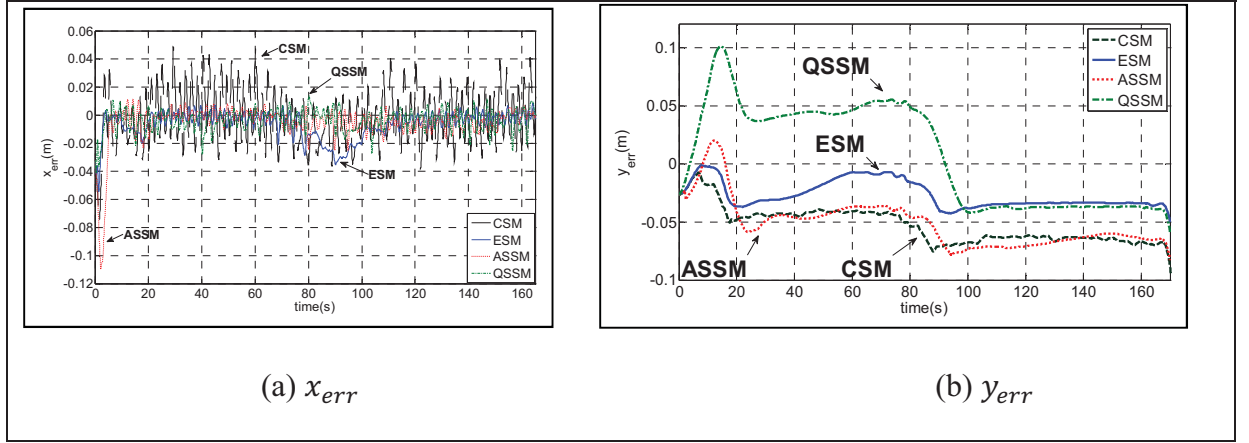 0.06
0.04
0.02
0
-0.02
-0.04
-0.06
-0.08
-0.1
-0.12
x_err(m)
0 20 40 60 80 100 120 140 160
time(s)
CSM
QSSM
ESM
ASSM
CSM
ESM
ASSM
QSSM
(a) x_err
0.1
0.05
0
-0.05
-0.1
y_err(m)
0 20 40 60 80 100 120 140 160
time(s)
QSSM
ESM
ASSM
CSM
CSM
ESM
ASSM
QSSM
(b) y_err